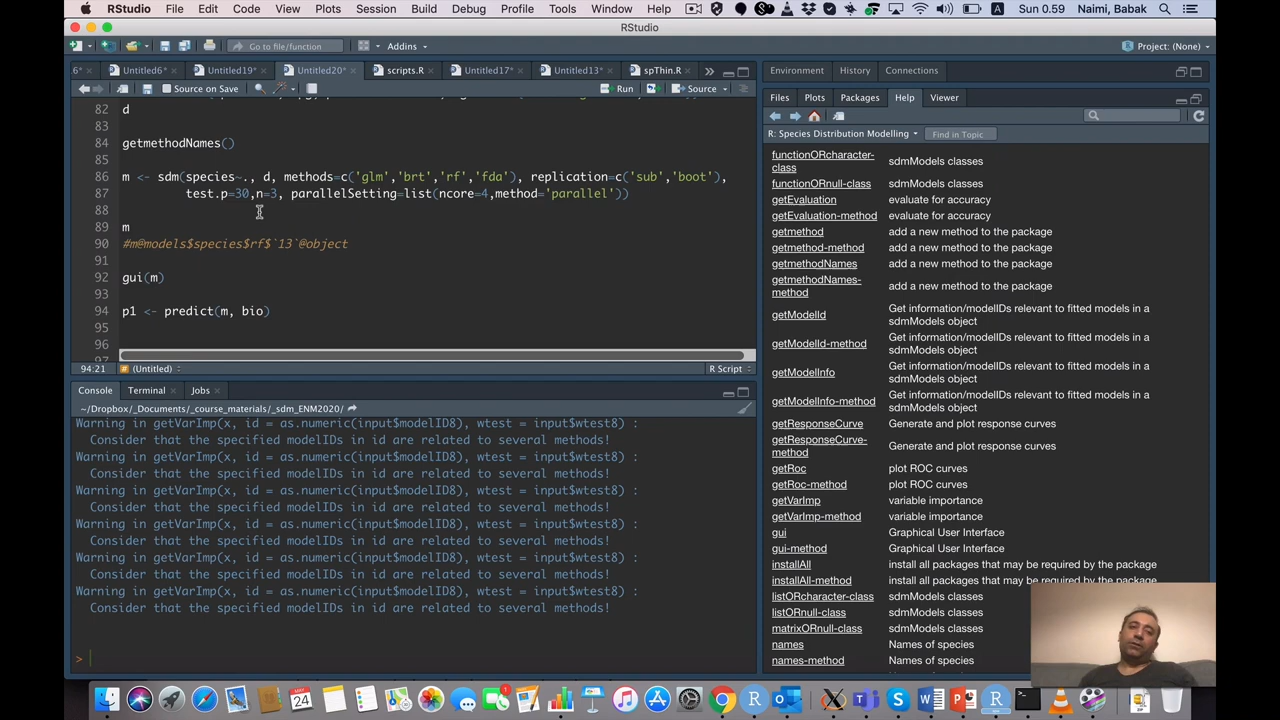 RStudio File Edit Code View Plots Session Build Debug Profile Tools Window Help Sun 0.59 Naimi, Babak
RStudio
Go to file/function Addins Project: (None)
6* Untitled6* Untitled19* Untitled20* scripts.R Untitled17* Untitled13* spThin.R
Source on Save Run Source
82 d
83
84 getmethodNames()
85
86 m <- sdm(species~., d, methods=c('glm','brt','rf','fda'), replication=c('sub','boot'),
87 test.p=30,n=3, parallelSetting=list(ncore=4,method='parallel'))
88
89 m
90 #m@models$species$rf$`13`@object
91
92 gui(m)
93
94 p1 <- predict(m, bio)
95
96
97
94:21 (Untitled) R Script
Console Terminal Jobs
~/Dropbox/_Documents/_course_materials/_sdm_ENM2020/
Warning in getVarImp(x, id = as.numeric(input$modelID8), wtest = input$wtest8) :
Consider that the specified modelIDs in id are related to several methods!
Warning in getVarImp(x, id = as.numeric(input$modelID8), wtest = input$wtest8) :
Consider that the specified modelIDs in id are related to several methods!
Warning in getVarImp(x, id = as.numeric(input$modelID8), wtest = input$wtest8) :
Consider that the specified modelIDs in id are related to several methods!
Warning in getVarImp(x, id = as.numeric(input$modelID8), wtest = input$wtest8) :
Consider that the specified modelIDs in id are related to several methods!
Warning in getVarImp(x, id = as.numeric(input$modelID8), wtest = input$wtest8) :
Consider that the specified modelIDs in id are related to several methods!
Warning in getVarImp(x, id = as.numeric(input$modelID8), wtest = input$wtest8) :
Consider that the specified modelIDs in id are related to several methods!
>
Environment History Connections
Files Plots Packages Help Viewer
R: Species Distribution Modelling Find in Topic
functionORcharacter-
class sdmModels classes
functionORnull-class sdmModels classes
getEvaluation evaluate for accuracy
getEvaluation-method evaluate for accuracy
getmethod add a new method to the package
getmethod-method add a new method to the package
getmethodNames add a new method to the package
getmethodNames-
method add a new method to the package
getModelId Get information/modelIDs relevant to fitted models in a
sdmModels object
getModelId-method Get information/modelIDs relevant to fitted models in a
sdmModels object
getModelInfo Get information/modelIDs relevant to fitted models in a
sdmModels object
getModelInfo-method Get information/modelIDs relevant to fitted models in a
sdmModels object
getResponseCurve Generate and plot response curves
getResponseCurve-
method Generate and plot response curves
getRoc plot ROC curves
getRoc-method plot ROC curves
getVarImp variable importance
getVarImp-method variable importance
gui Graphical User Interface
gui-method Graphical User Interface
installAll install all packages that may be required by the package
installAll-method install all packages that may be required by the package
listORcharacter-class sdmModels classes
listORnull-class sdmModels classes
matrixORnull-class sdmModels classes
names Names of species
names-method Names of species
MAY
24